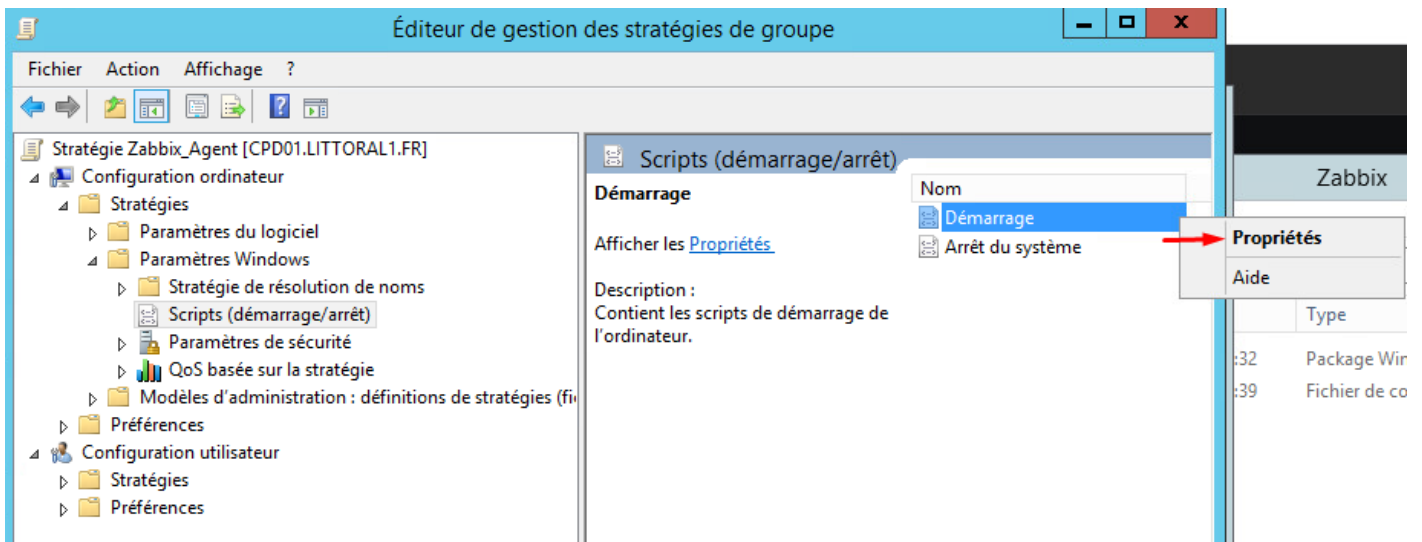 Éditeur de gestion des stratégies de groupe
Fichier Action Affichage ?
Stratégie Zabbix_Agent [CPD01.LITTORAL1.FR]
Configuration ordinateur
Stratégies
Paramètres du logiciel
Paramètres Windows
Stratégie de résolution de noms
Scripts (démarrage/arrêt)
Paramètres de sécurité
QoS basée sur la stratégie
Modèles d'administration : définitions de stratégies (fi
Préférences
Configuration utilisateur
Stratégies
Préférences
Scripts (démarrage/arrêt)
Démarrage
Afficher les Propriétés
Description :
Contient les scripts de démarrage de
l'ordinateur.
Nom
Démarrage
Arrêt du système
Propriétés
Aide
Zabbix
Type
:32 Package Win
:39 Fichier de co